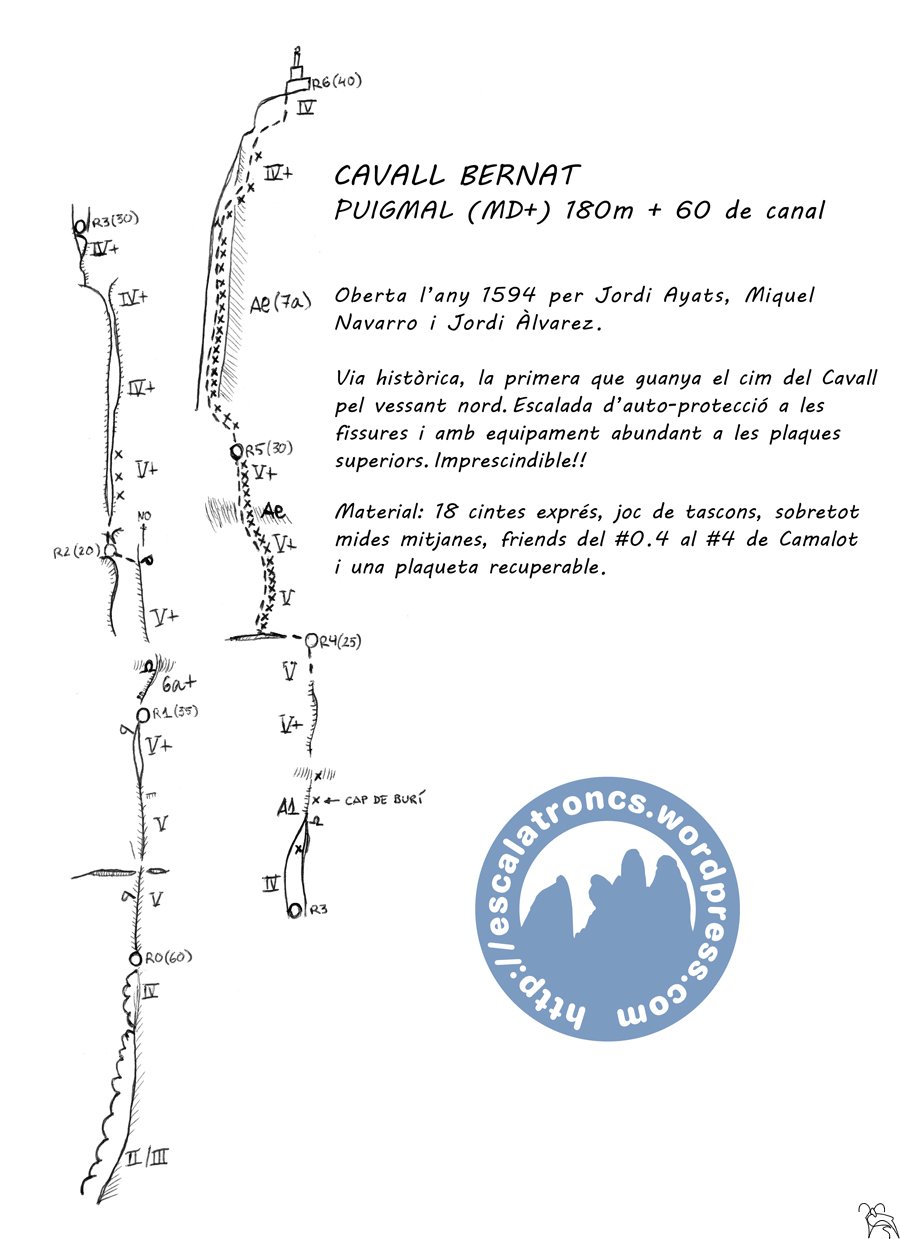 R6(40)
IV
IV+
Ae(7a)
R5(30)
V+
Ae
V+
V
R4(25)
V
V+
A1
CAP DE BURÍ
IV
R3
R3(30)
IV+
IV+
IV+
V+
NO
R2(20)
V+
6a+
R1(35)
V+
V
V
R0(60)
IV
II/III
CAVALL BERNAT
PUIGMAL (MD+) 180m + 60 de canal
Oberta l'any 1594 per Jordi Ayats, Miquel
Navarro i Jordi Àlvarez.
Via històrica, la primera que guanya el cim del Cavall
pel vessant nord. Escalada d'auto-protecció a les
fissures i amb equipament abundant a les plaques
superiors. Imprescindible!!
Material: 18 cintes exprés, joc de tascons, sobretot
mides mitjanes, friends del #0.4 al #4 de Camalot
i una plaqueta recuperable.
http://escalatroncs.wordpress.com